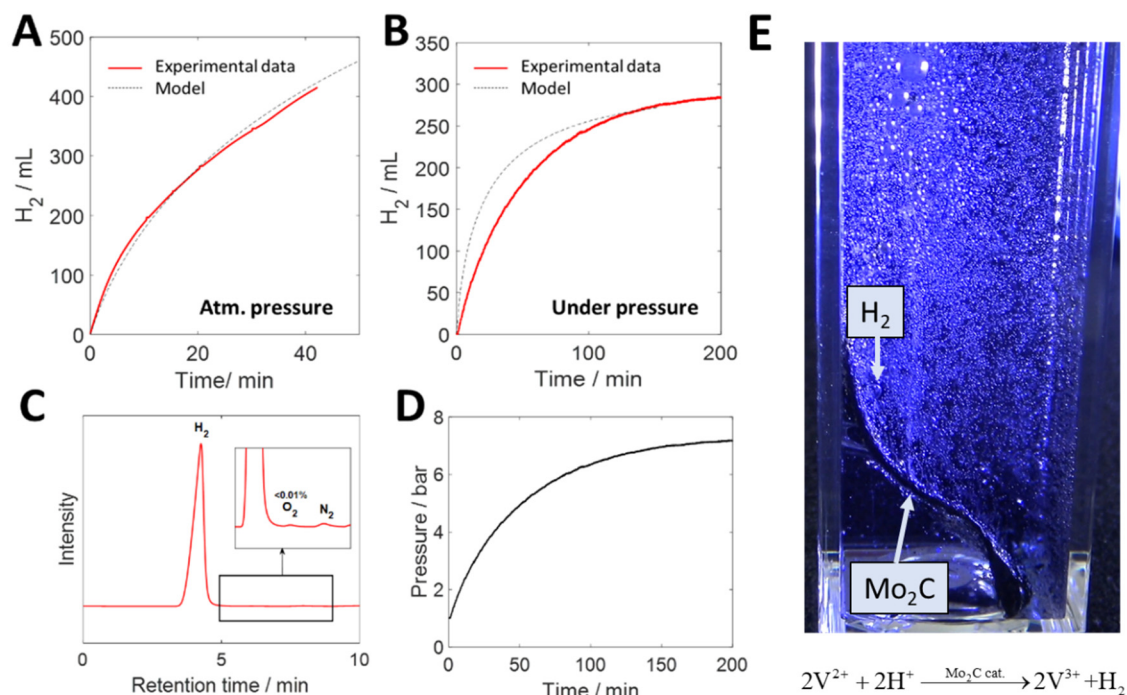 A
500
400
300
200
100
0
H2 / mL
Experimental data
Model
Atm. pressure
0 20 40
Time/ min
B
350
300
250
200
150
100
50
0
H2 / mL
Experimental data
Model
Under pressure
0 100 200
Time / min
C
Intensity
H2
<0.01%
O2
N2
0 5 10
Retention time / min
D
8
6
4
2
0
Pressure / bar
0 50 100 150 200
Time / min
E
H2
Mo2C
2V2+ + 2H+ Mo2C cat. 2V3+ +H2